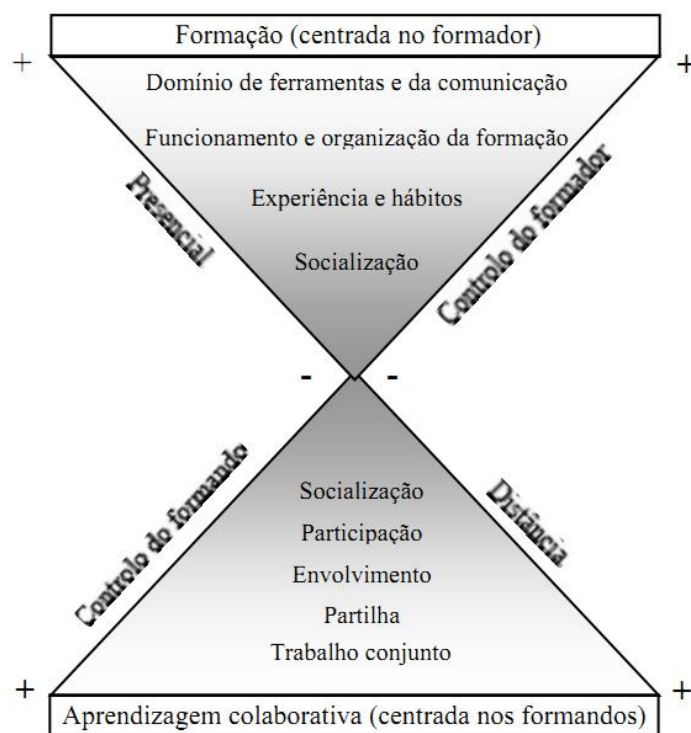 Formação (centrada no formador)
+ +
Domínio de ferramentas e da comunicação
Funcionamento e organização da formação
Presencial
Experiência e hábitos
Controlo do formador
Socialização
- -
Controlo do formando
Socialização
Distância
Participação
Envolvimento
Partilha
Trabalho conjunto
+ +
Aprendizagem colaborativa (centrada nos formandos)